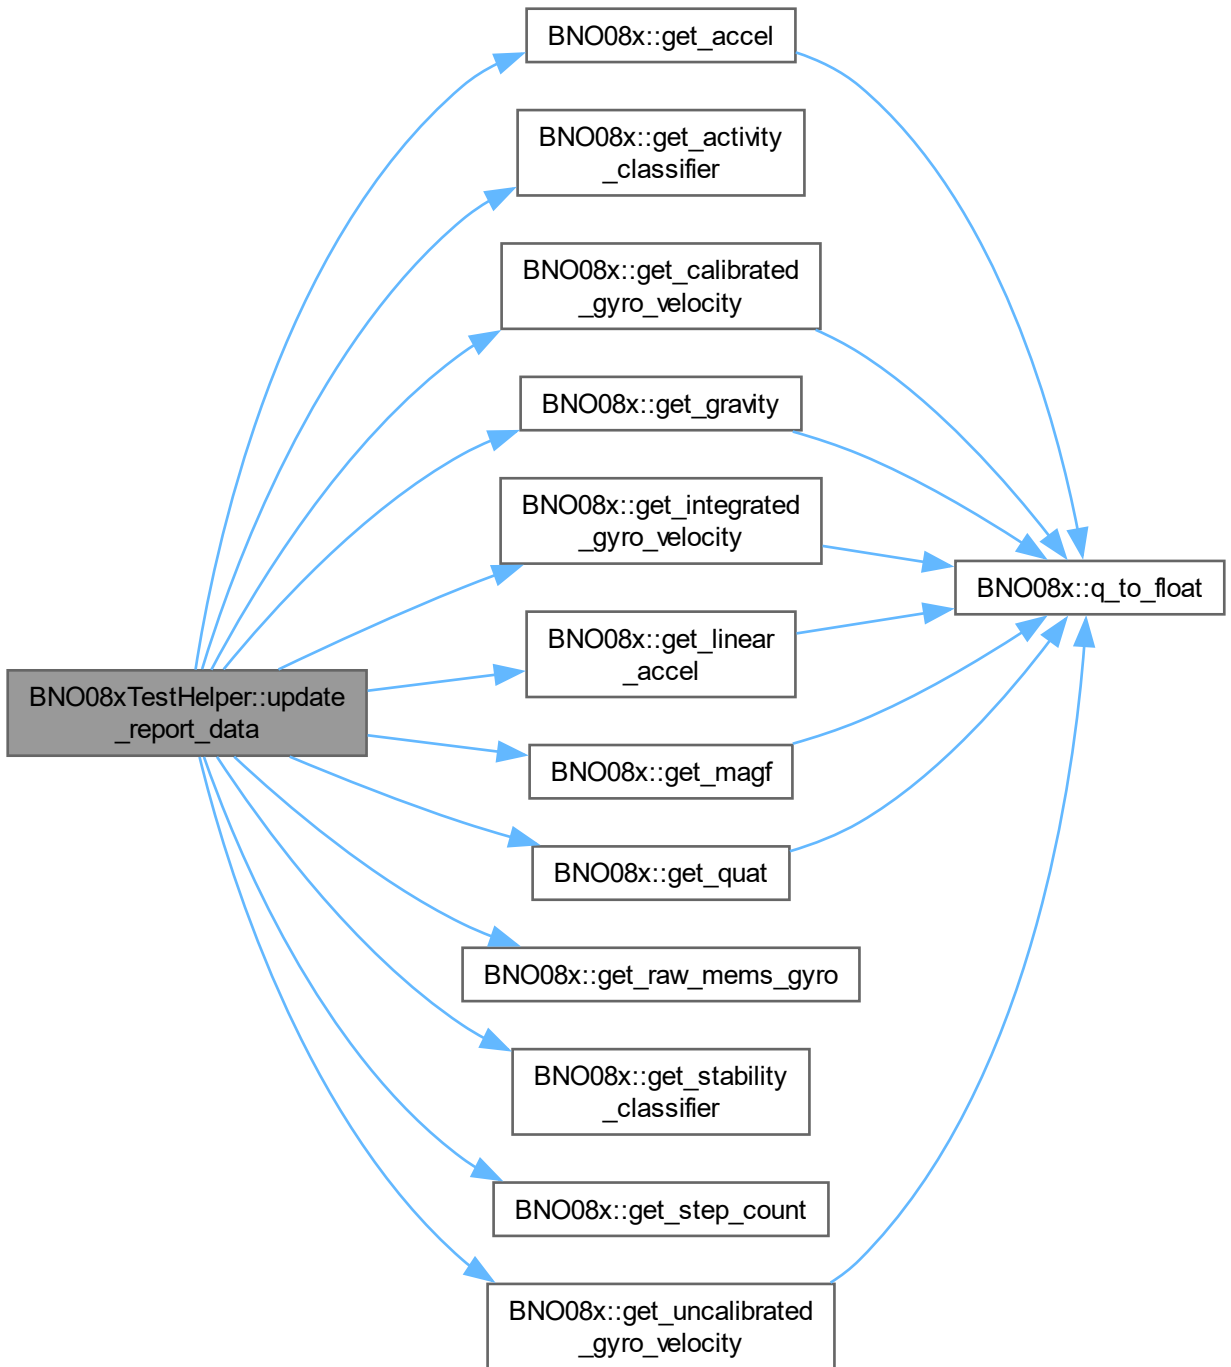 BNO08x::get_accel
BNO08x::get_activity
_classifier
BNO08x::get_calibrated
_gyro_velocity
BNO08x::get_gravity
BNO08x::get_integrated
_gyro_velocity
BNO08x::q_to_float
BNO08x::get_linear
_accel
BNO08xTestHelper::update
_report_data
BNO08x::get_magf
BNO08x::get_quat
BNO08x::get_raw_mems_gyro
BNO08x::get_stability
_classifier
BNO08x::get_step_count
BNO08x::get_uncalibrated
_gyro_velocity